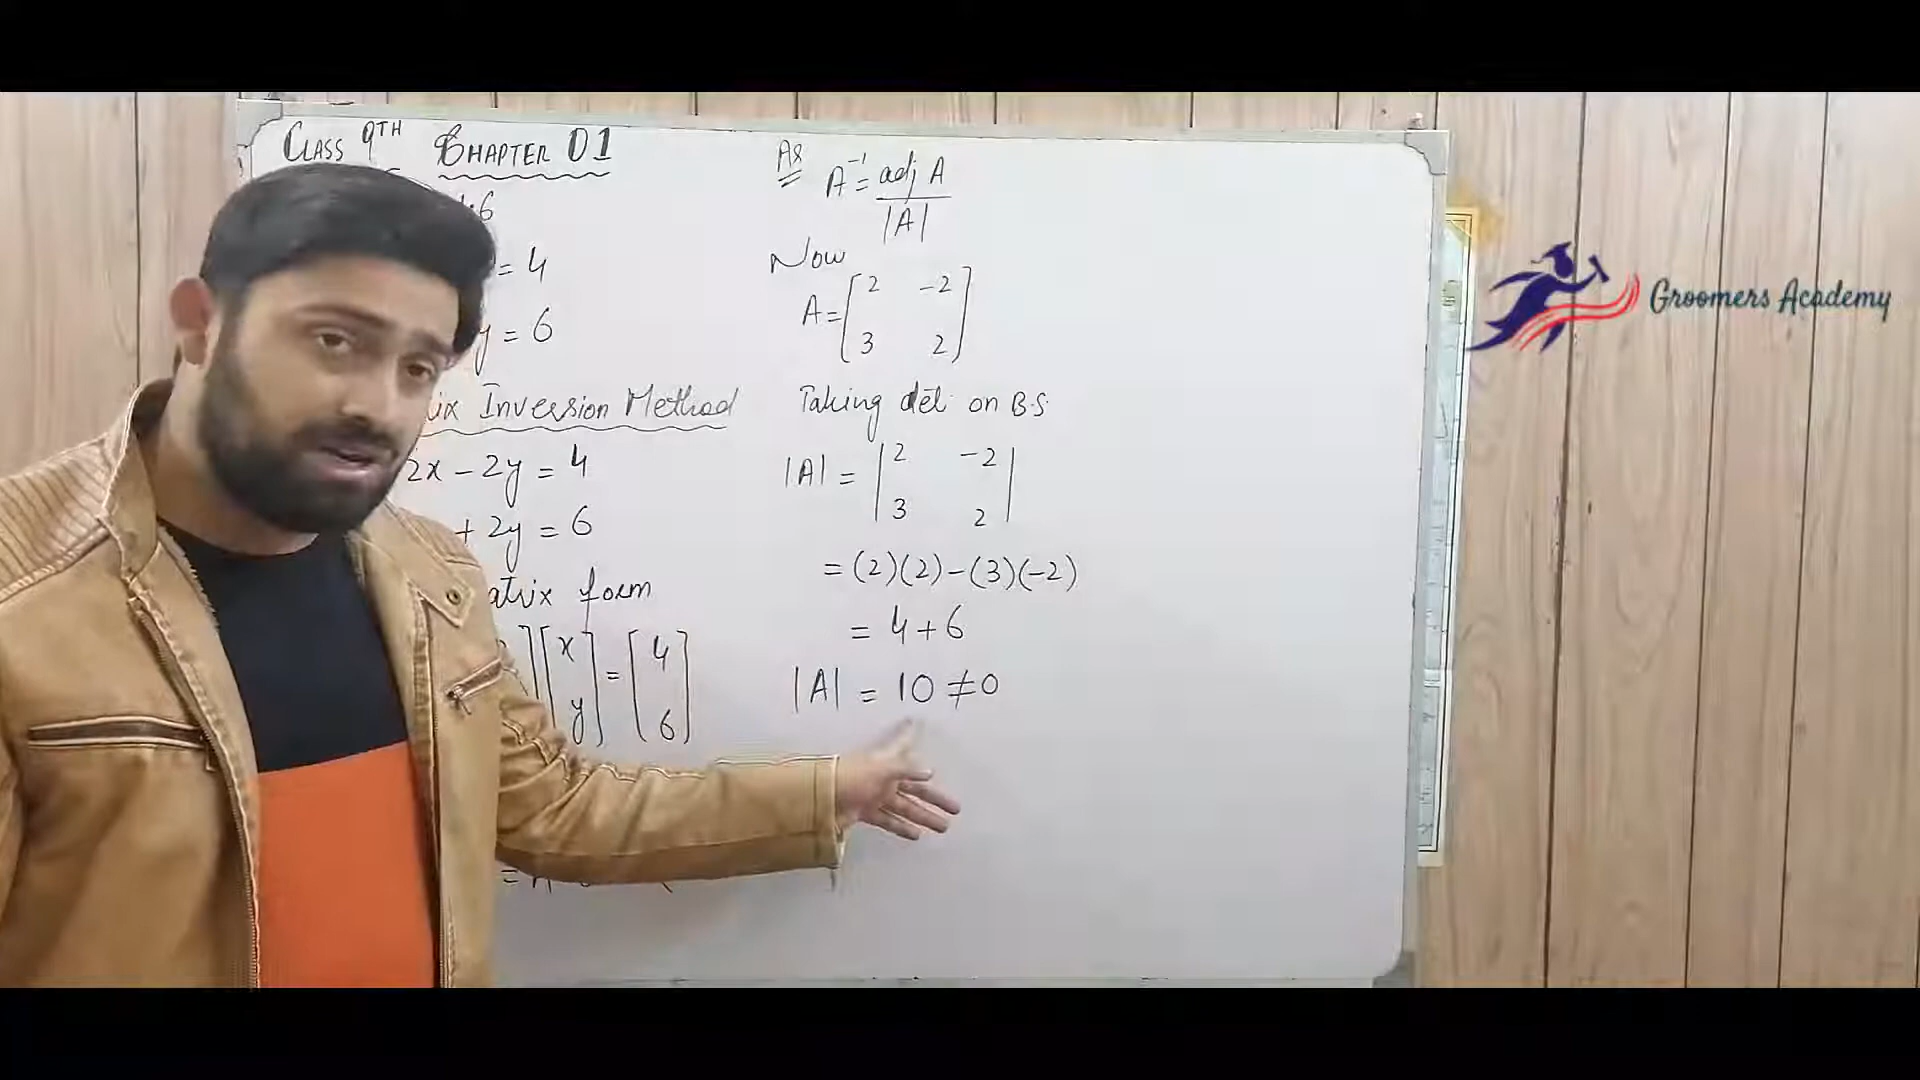 CLASS 9TH CHAPTER 01
.6
= 4
y = 6
Inversion Method
2x - 2y = 4
+ 2y = 6
form
[x y] = [4 6]
As
A⁻¹ = adj A / |A|
Now
A = [2 -2
3 2]
Taking det. on B.S.
|A| = |2 -2
3 2|
= (2)(2) - (3)(-2)
= 4 + 6
|A| = 10 ≠ 0
Groomers Academy